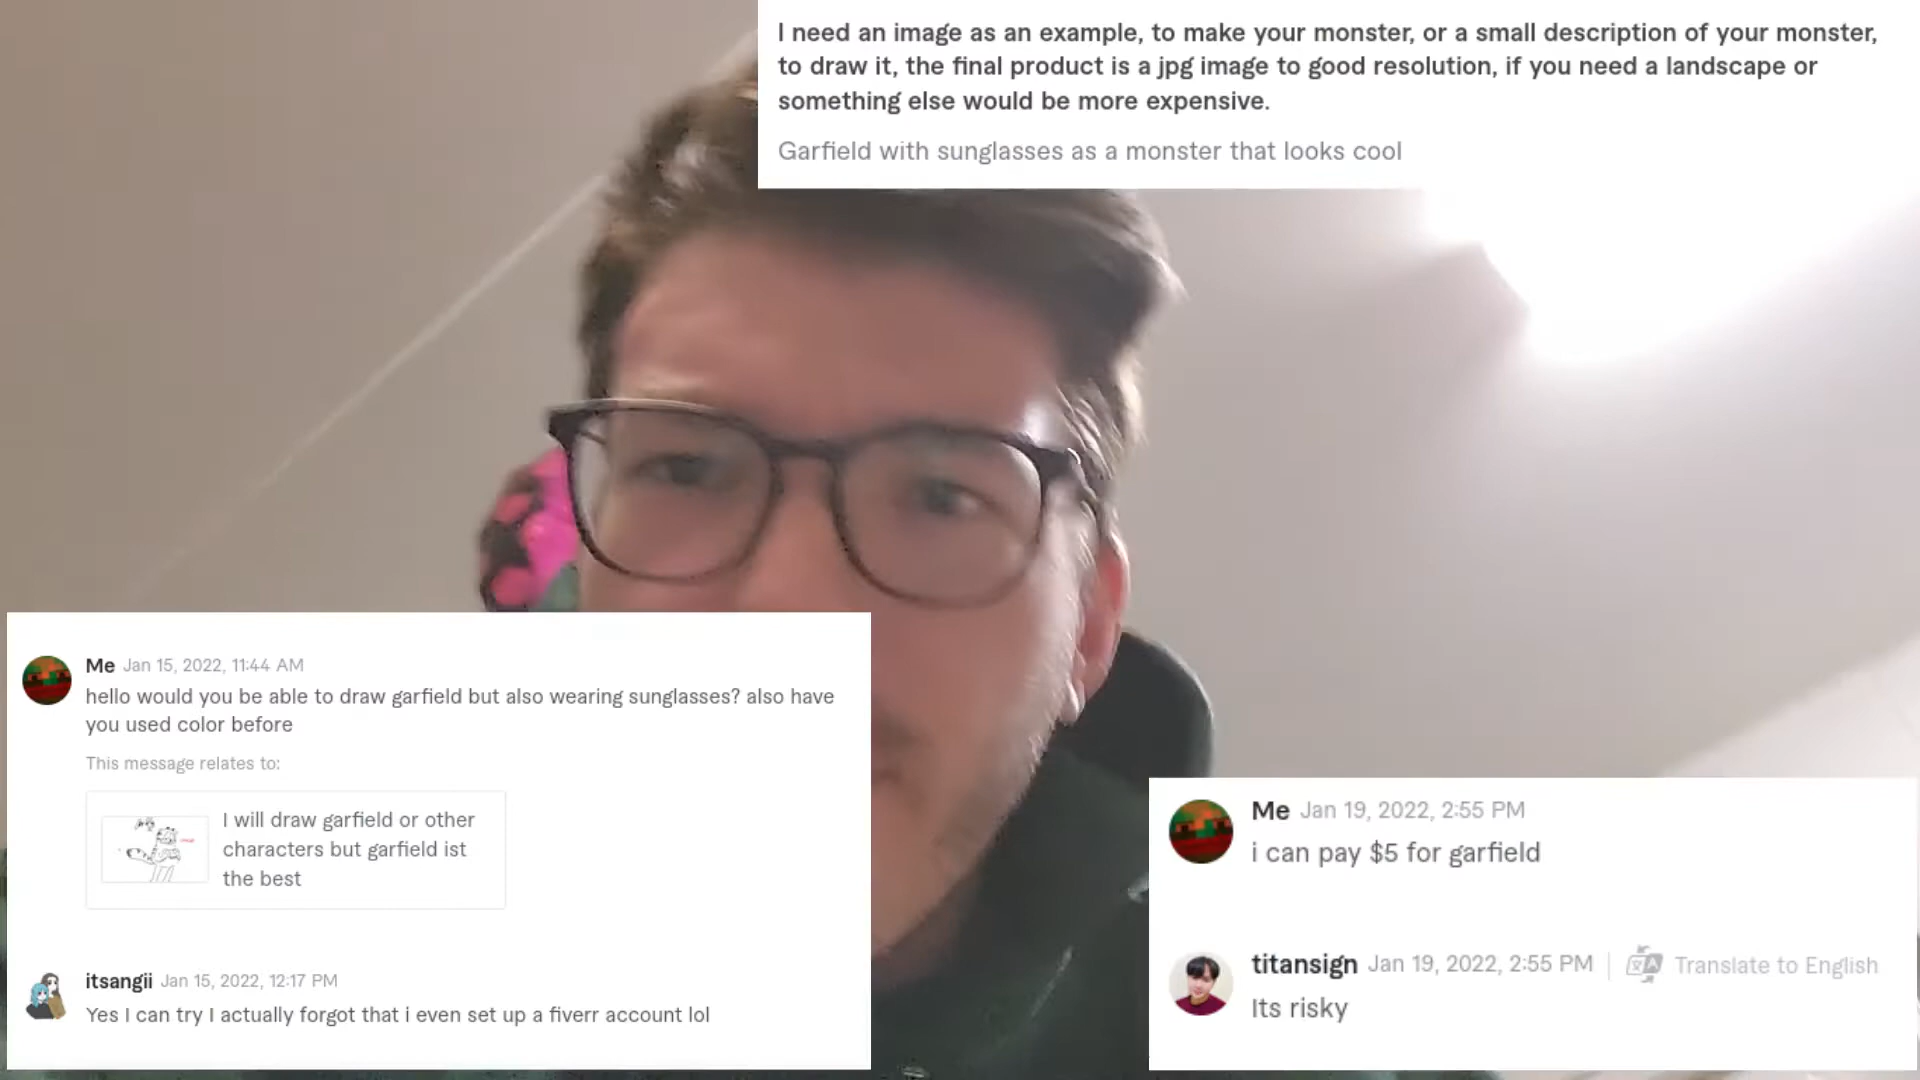 I need an image as an example, to make your monster, or a small description of your monster,
to draw it, the final product is a jpg image to good resolution, if you need a landscape or
something else would be more expensive.
Garfield with sunglasses as a monster that looks cool
Me Jan 15, 2022, 11:44 AM
hello would you be able to draw garfield but also wearing sunglasses? also have
you used color before
This message relates to:
I will draw garfield or other
characters but garfield ist
the best
itsangii Jan 15, 2022, 12:17 PM
Yes I can try I actually forgot that i even set up a fiverr account lol
Me Jan 19, 2022, 2:55 PM
i can pay $5 for garfield
titansign Jan 19, 2022, 2:55 PM | Translate to English
Its risky